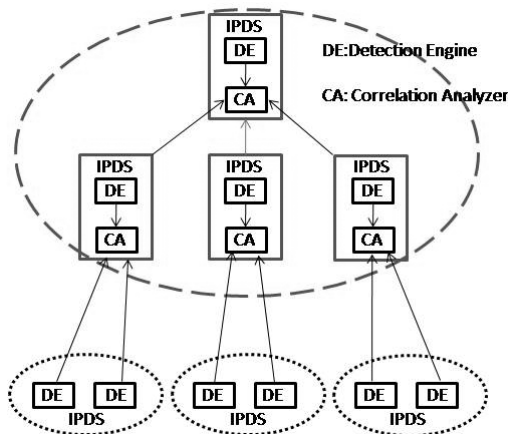 IPDS
DE
DE:Detection Engine
CA
CA: Correlation Analyzer
IPDS IPDS IPDS
DE DE DE
CA CA CA
DE DE DE DE DE DE
IPDS IPDS IPDS